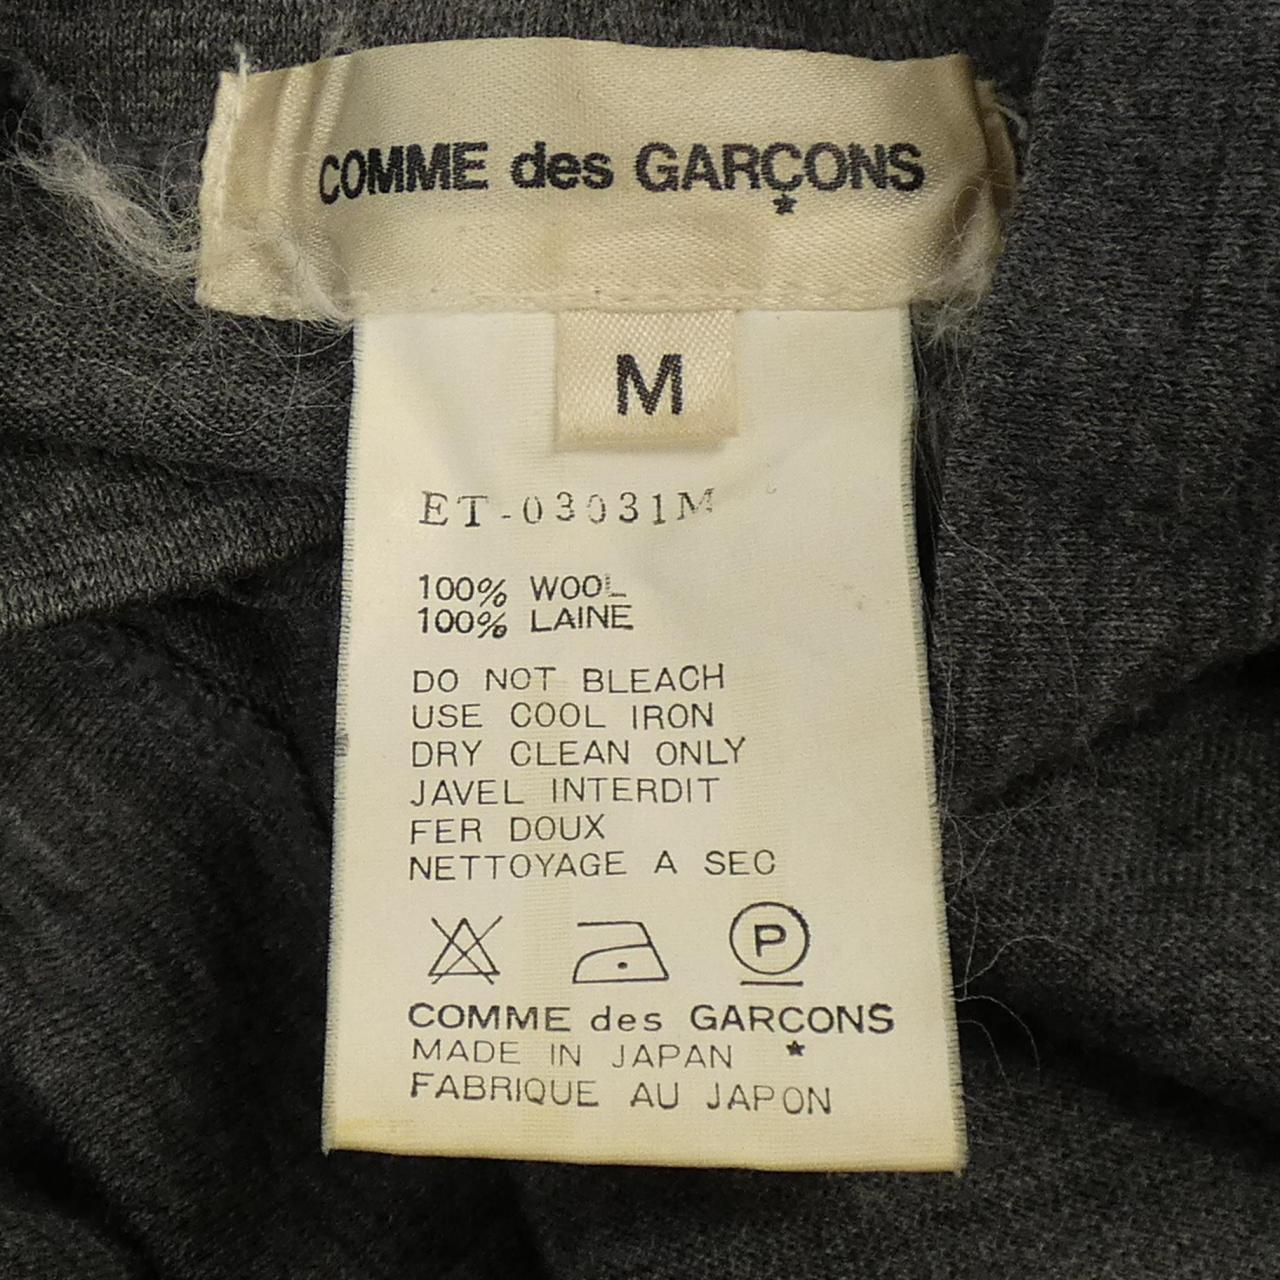 COMME des GARÇONS
M
ET-03031M
100% WOOL
100% LAINE
DO NOT BLEACH
USE COOL IRON
DRY CLEAN ONLY
JAVEL INTERDIT
FER DOUX
NETTOYAGE A SEC
P
COMME des GARÇONS
MADE IN JAPAN
FABRIQUE AU JAPON